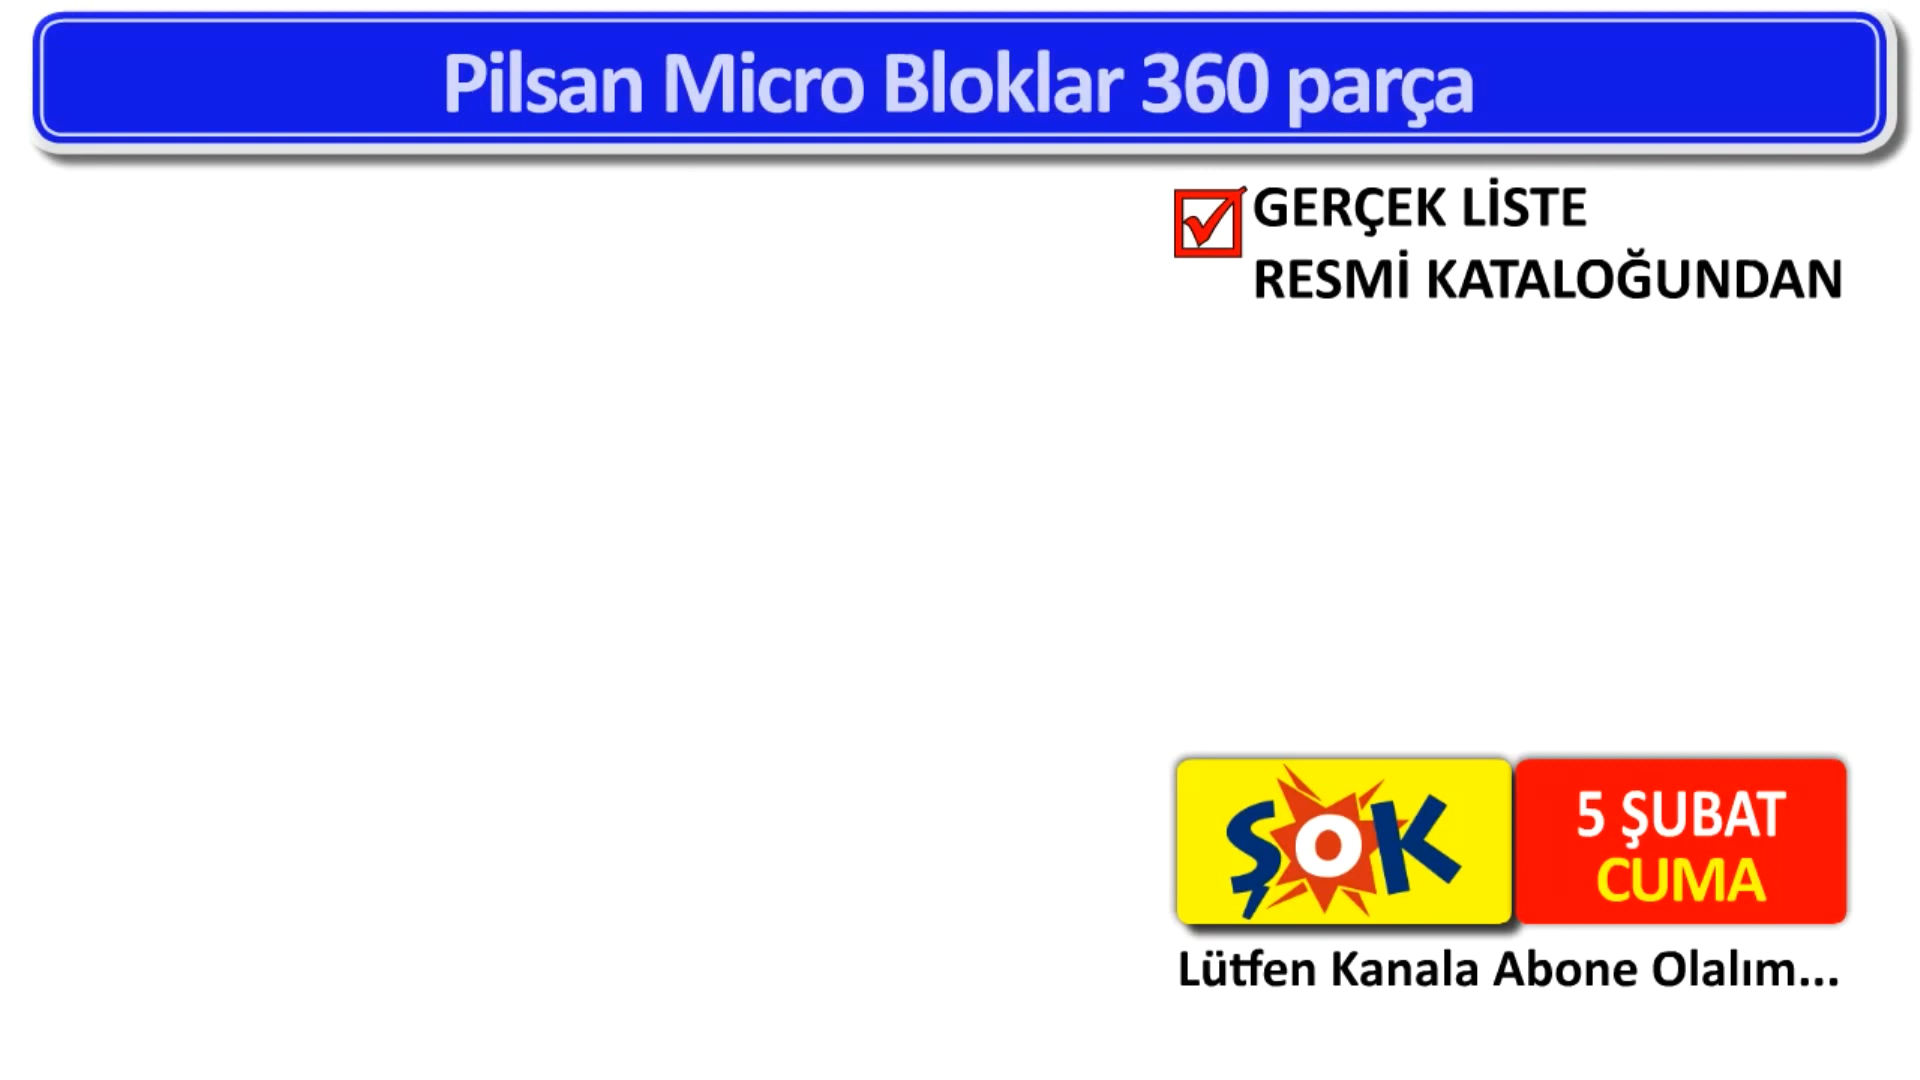 Pilsan Micro Bloklar 360 parça
GERÇEK LİSTE
RESMİ KATALOĞUNDAN
ŞOK
5 ŞUBAT
CUMA
Lütfen Kanala Abone Olalım...